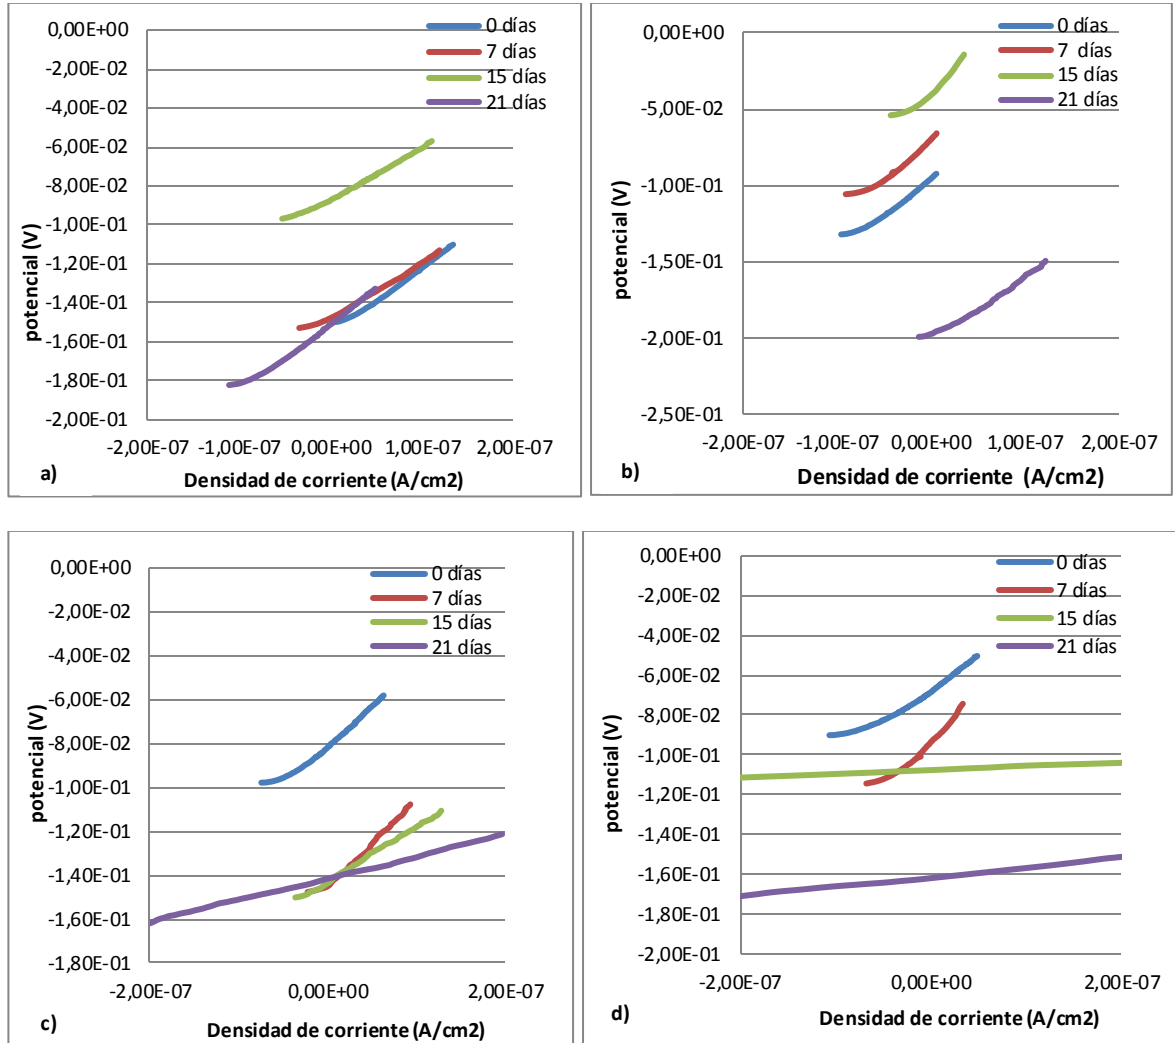 0,00E+00
-2,00E-02
-4,00E-02
-6,00E-02
-8,00E-02
-1,00E-01
-1,20E-01
-1,40E-01
-1,60E-01
-1,80E-01
-2,00E-01
potencial (V)
0 días
7 días
15 días
21 días
-2,00E-07 -1,00E-07 0,00E+00 1,00E-07 2,00E-07
a)
Densidad de corriente (A/cm2)
0,00E+00
-5,00E-02
-1,00E-01
-1,50E-01
-2,00E-01
-2,50E-01
potencial (V)
0 días
7 días
15 días
21 días
-2,00E-07 -1,00E-07 0,00E+00 1,00E-07 2,00E-07
b)
Densidad de corriente (A/cm2)
0,00E+00
-2,00E-02
-4,00E-02
-6,00E-02
-8,00E-02
-1,00E-01
-1,20E-01
-1,40E-01
-1,60E-01
-1,80E-01
potencial (V)
0 días
7 días
15 días
21 días
-2,00E-07 0,00E+00 2,00E-07
c)
Densidad de corriente (A/cm2)
0,00E+00
-2,00E-02
-4,00E-02
-6,00E-02
-8,00E-02
-1,00E-01
-1,20E-01
-1,40E-01
-1,60E-01
-1,80E-01
-2,00E-01
potencial (V)
0 días
7 días
15 días
21 días
-2,00E-07 0,00E+00 2,00E-07
d)
Densidad de corriente (A/cm2)